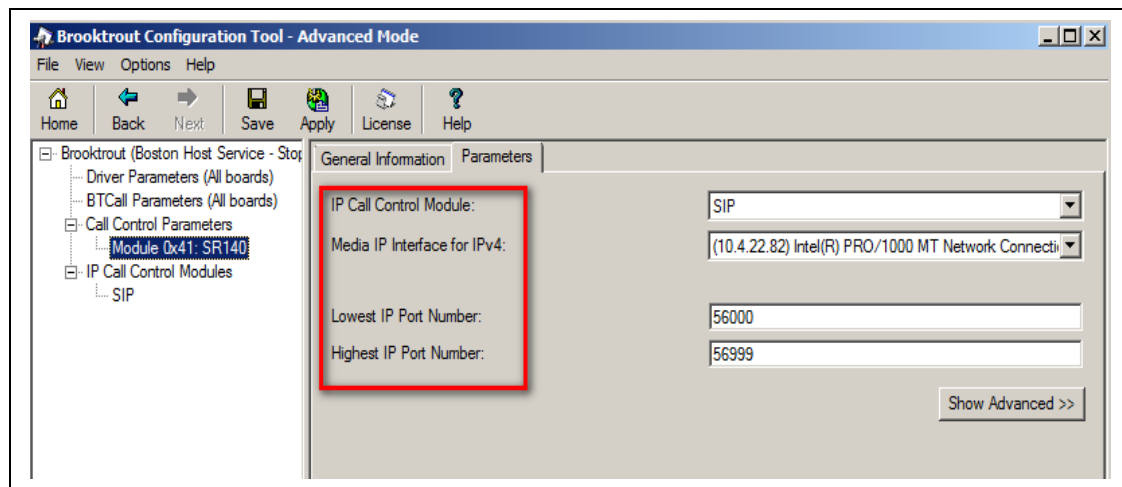 Brooktrout Configuration Tool - Advanced Mode
File View Options Help
Home Back Next Save Apply License Help
Brooktrout (Boston Host Service - Stop
Driver Parameters (All boards)
BTCall Parameters (All boards)
Call Control Parameters
Module 0x41: SR140
IP Call Control Modules
SIP
General Information Parameters
IP Call Control Module: SIP
Media IP Interface for IPv4: (10.4.22.82) Intel(R) PRO/1000 MT Network Connecti
Lowest IP Port Number: 56000
Highest IP Port Number: 56999
Show Advanced >>